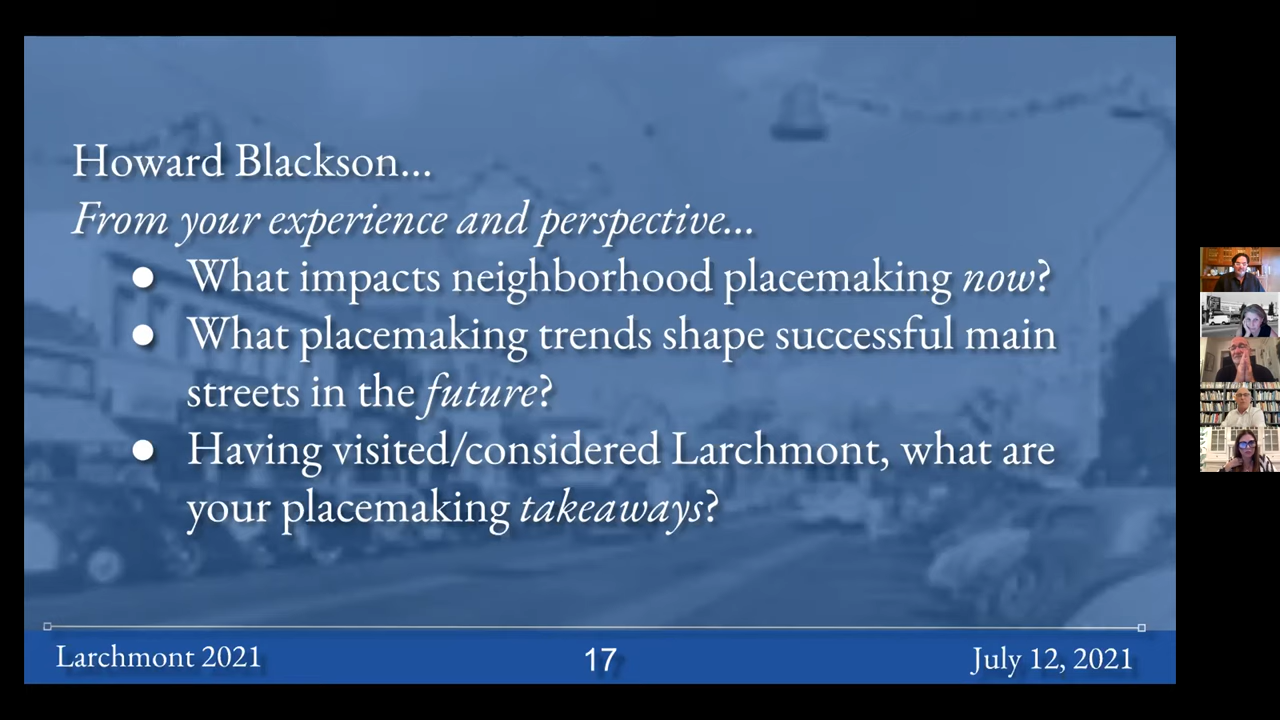 Howard Blackson...
From your experience and perspective...
● What impacts neighborhood placemaking now?
● What placemaking trends shape successful main
streets in the future?
● Having visited/considered Larchmont, what are
your placemaking takeaways?
Larchmont 2021
17
July 12, 2021